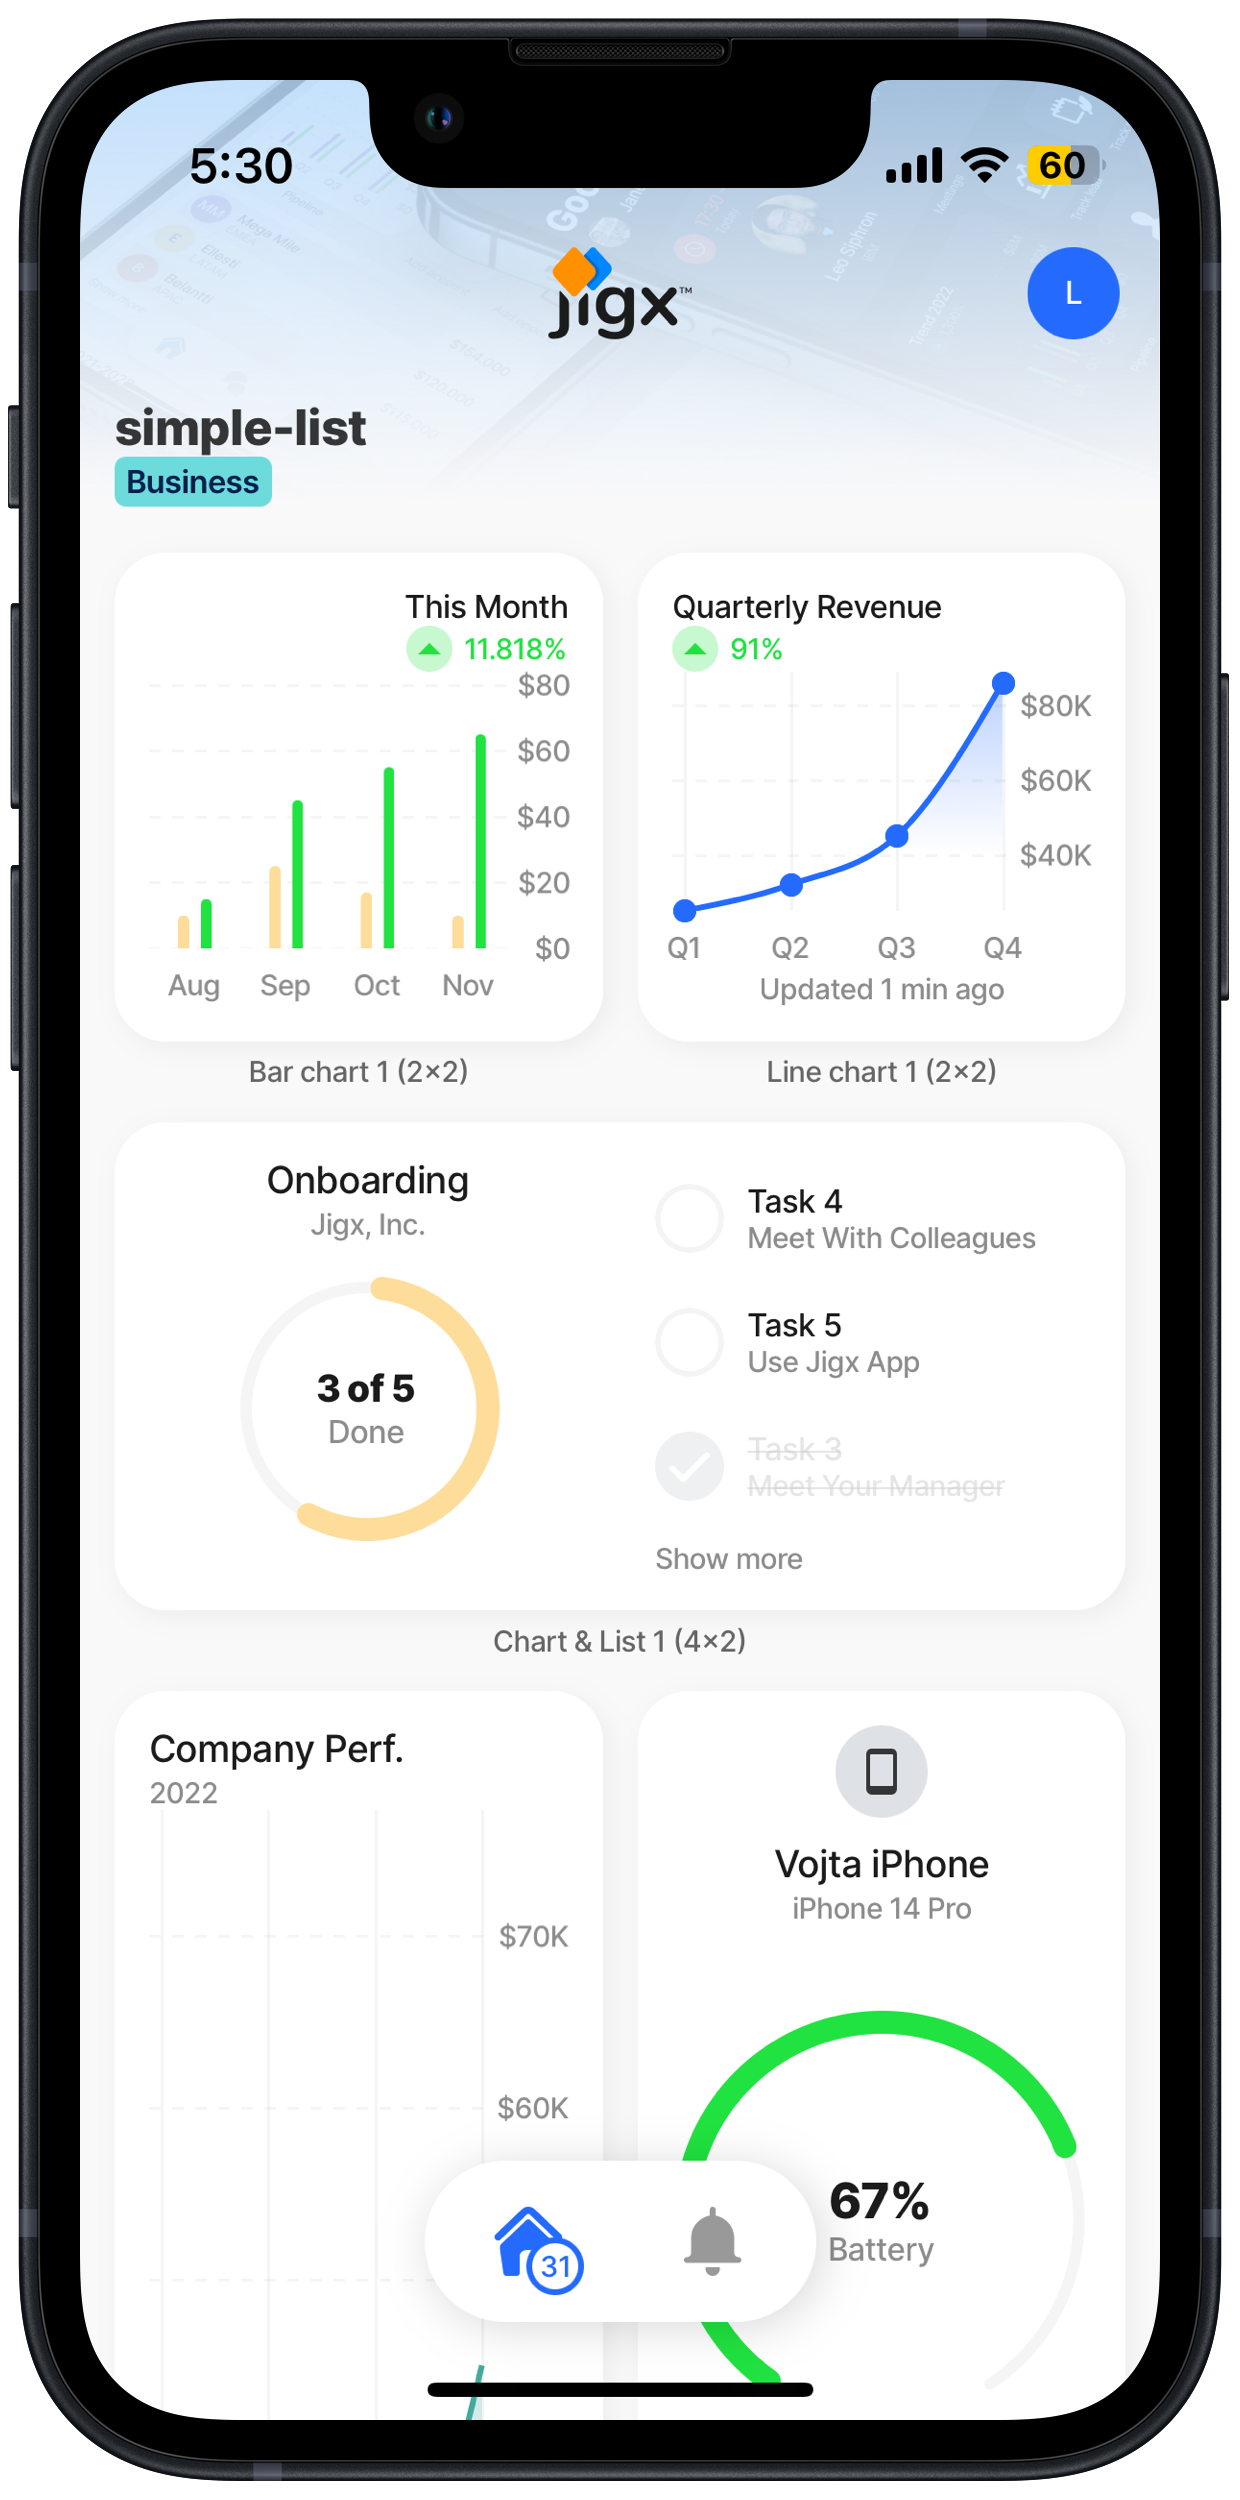 5:30
60
jigx™
L
simple-list
Business
This Month
11.818%
$80
$60
$40
$20
$0
Aug Sep Oct Nov
Bar chart 1 (2×2)
Quarterly Revenue
91%
$80K
$60K
$40K
Q1 Q2 Q3 Q4
Updated 1 min ago
Line chart 1 (2×2)
Onboarding
Jigx, Inc.
3 of 5
Done
Task 4
Meet With Colleagues
Task 5
Use Jigx App
Task 3
Meet Your Manager
Show more
Chart & List 1 (4×2)
Company Perf.
2022
$70K
$60K
Vojta iPhone
iPhone 14 Pro
67%
Battery
31